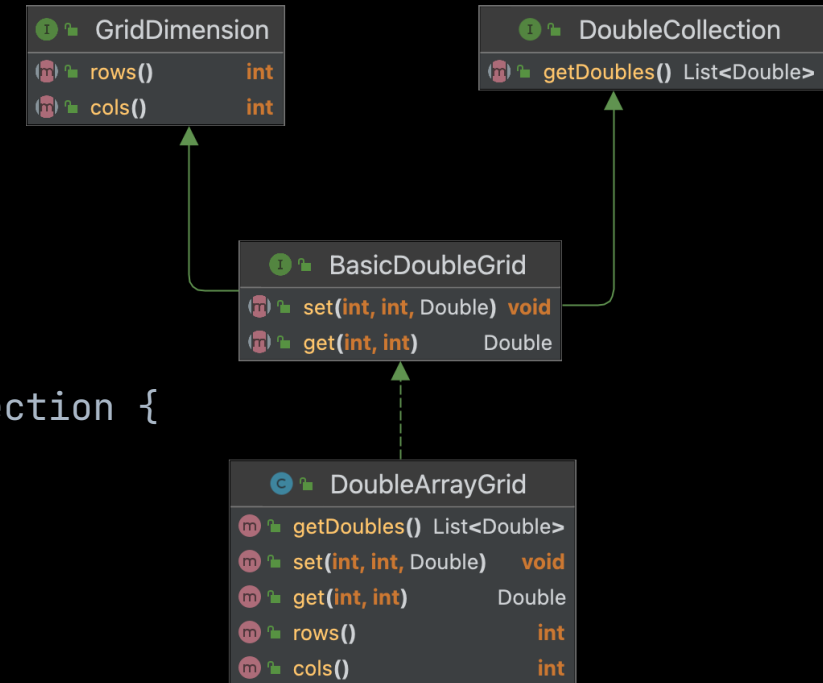 GridDimension
rows() int
cols() int
DoubleCollection
getDoubles() List<Double>
BasicDoubleGrid
set(int, int, Double) void
get(int, int) Double
ction {
DoubleArrayGrid
getDoubles() List<Double>
set(int, int, Double) void
get(int, int) Double
rows() int
cols() int